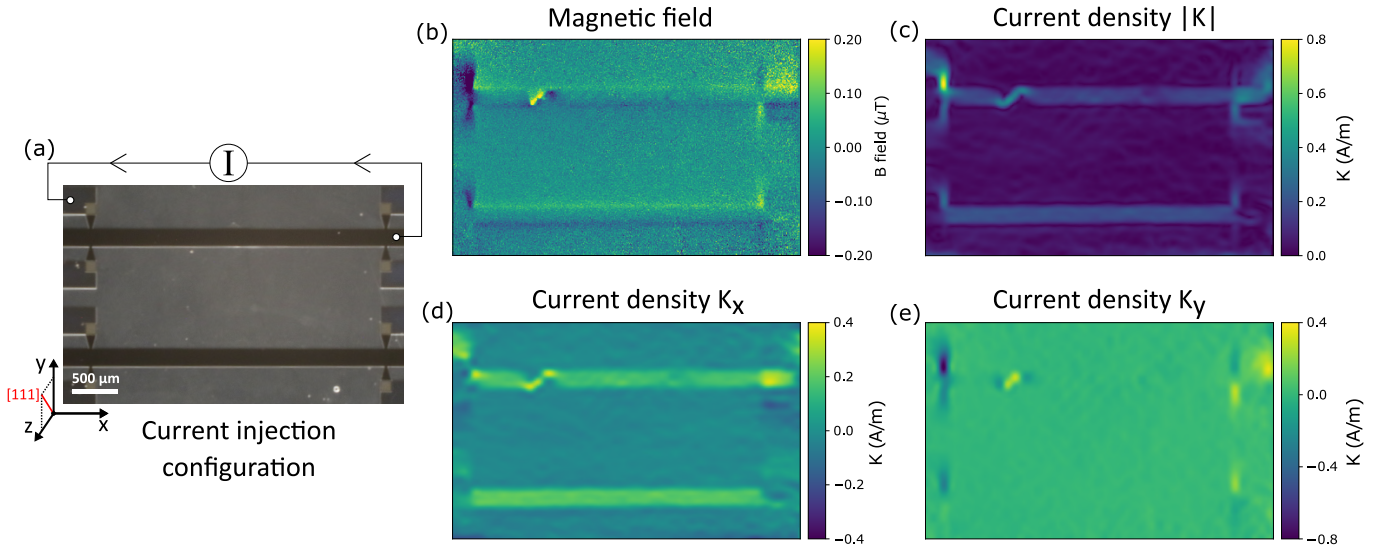 (a)
I
500 µm
y
[111]
z
x
Current injection
configuration
(b)
Magnetic field
0.20
0.10
0.00
−0.10
−0.20
B field (µT)
(c)
Current density |K|
0.8
0.6
0.4
0.2
0.0
K (A/m)
(d)
Current density Kx
0.4
0.2
0.0
−0.2
−0.4
K (A/m)
(e)
Current density Ky
0.4
0.0
−0.4
−0.8
K (A/m)